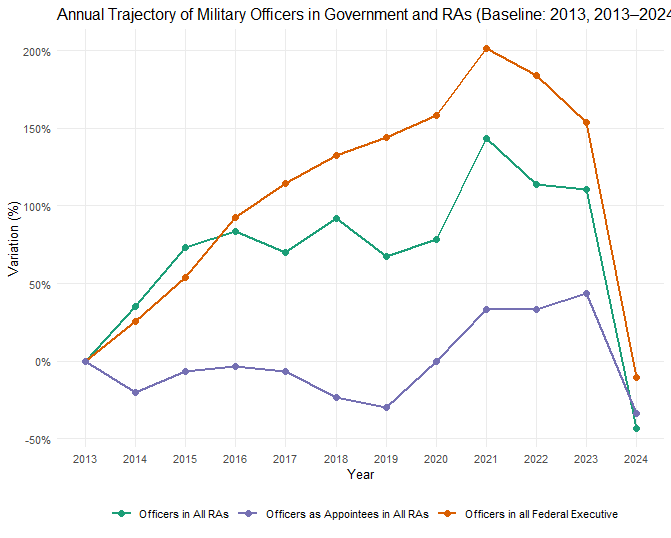 Annual Trajectory of Military Officers in Government and RAs (Baseline: 2013, 2013–2024
Variation (%)
200%
150%
100%
50%
0%
-50%
2013 2014 2015 2016 2017 2018 2019 2020 2021 2022 2023 2024
Year
Officers in All RAs Officers as Appointees in All RAs Officers in all Federal Executive